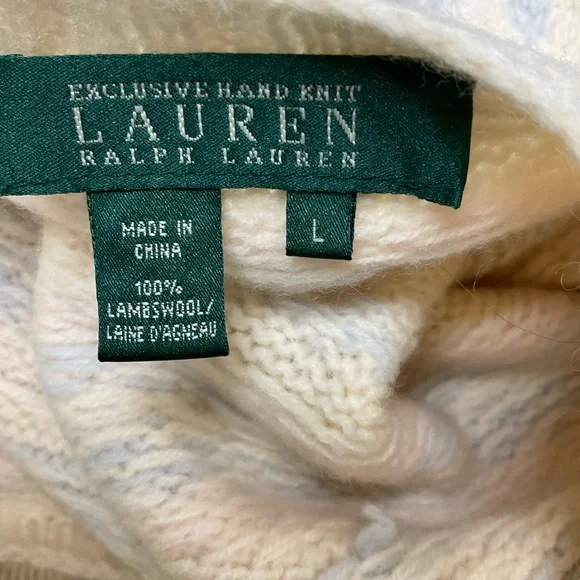 EXCLUSIVE HAND KNIT
LAUREN
RALPH LAUREN
MADE IN
CHINA
100%
LAMBSWOOL/
LAINE D'AGNEAU
L